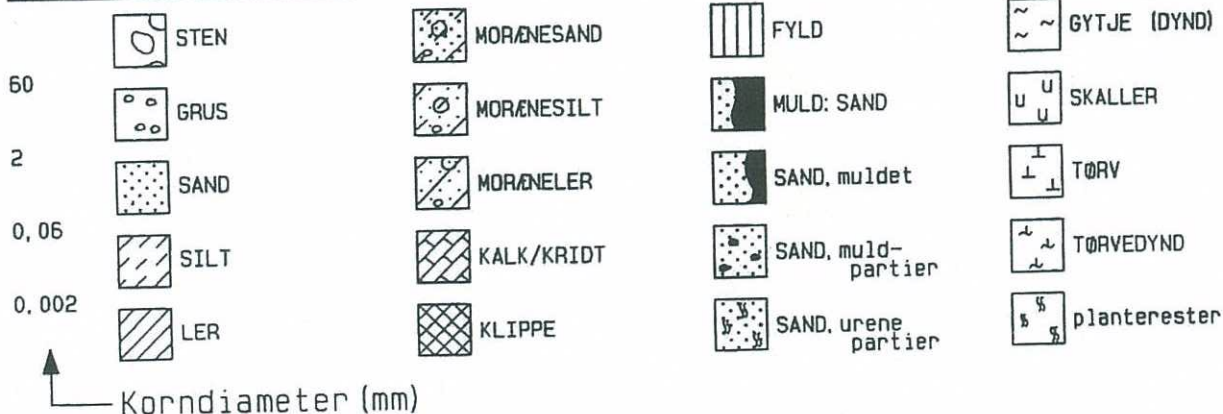 STEN
MORÆNESAND
FYLD
GYTJE (DYND)
60
GRUS
MORÆNESILT
MULD: SAND
SKALLER
2
SAND
MORÆNELER
SAND, muldet
TØRV
0,06
SILT
KALK/KRIDT
SAND, muld-
partier
TØRVEDYND
0,002
LER
KLIPPE
SAND, urene
partier
planterester
Korndiameter (mm)